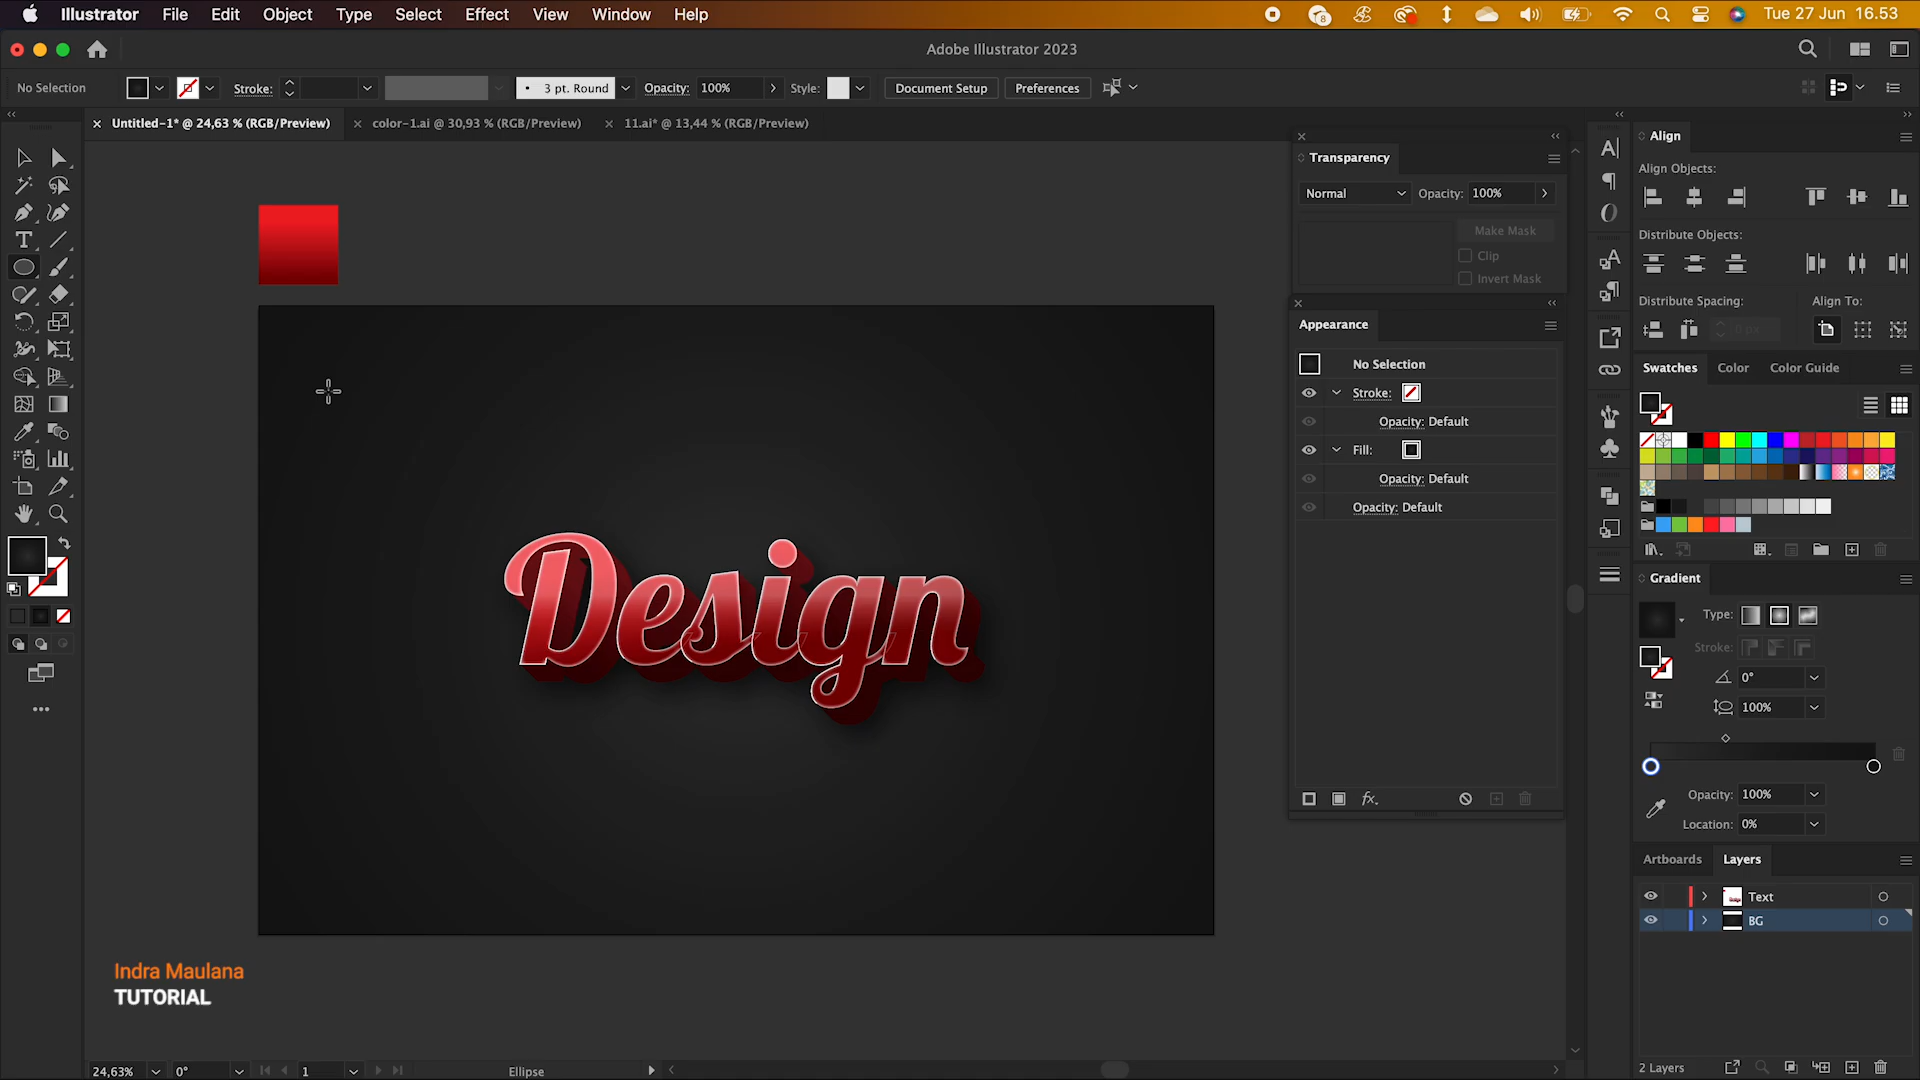 Illustrator File Edit Object Type Select Effect View Window Help 8 Tue 27 Jun 16.53
Adobe Illustrator 2023
No Selection Stroke: 3 pt. Round Opacity: 100% Style: Document Setup Preferences
Untitled-1* @ 24,63 % (RGB/Preview) color-1.ai @ 30,93 % (RGB/Preview) 11.ai* @ 13,44 % (RGB/Preview)
Transparency
Normal Opacity: 100%
Make Mask
Clip
Invert Mask
Appearance
No Selection
Stroke:
Opacity: Default
Fill:
Opacity: Default
Opacity: Default
fx.
Align
Align Objects:
Distribute Objects:
Distribute Spacing: Align To:
0 px
Swatches Color Color Guide
Gradient
Type:
Stroke:
0°
100%
Opacity: 100%
Location: 0%
Artboards Layers
Text
BG
2 Layers
Design
Indra Maulana
TUTORIAL
24,63% 0° 1 Ellipse